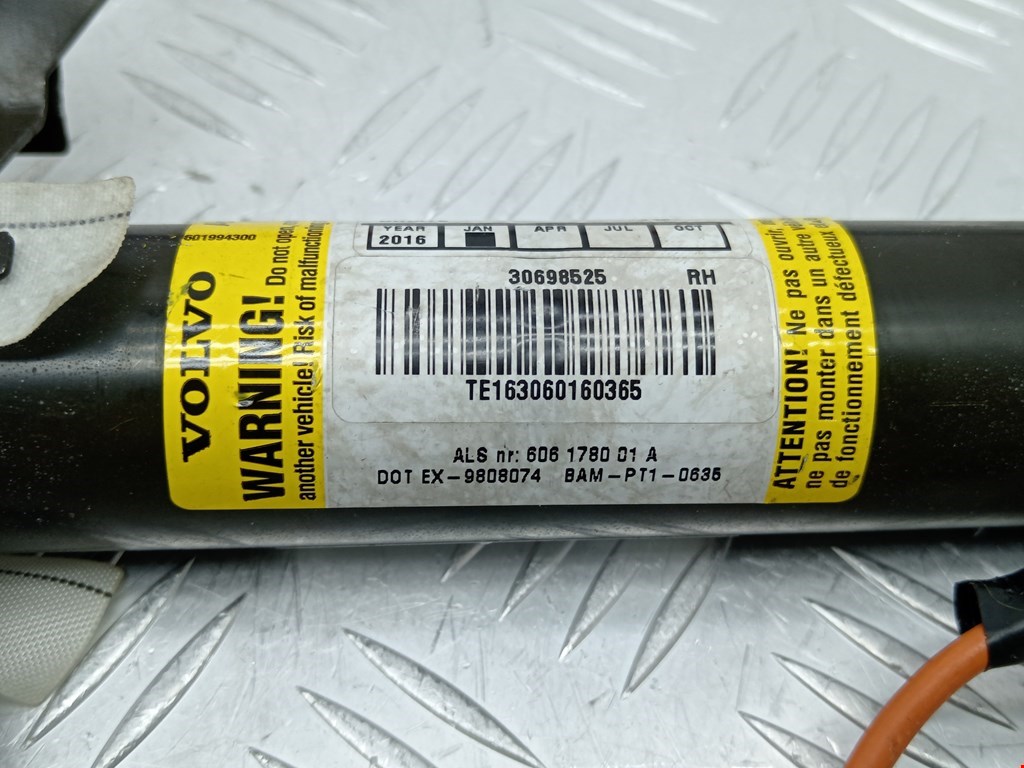 601994300
VOLVO
WARNING! Do not open,
another vehicle! Risk of malfunctioning
YEAR JAN APR JUL OCT
2016
30698525 RH
TE163060160365
ALS nr: 606 1780 01 A
DOT EX-9808074 BAM-PT1-0635
ATTENTION! Ne pas ouvrir,
ne pas monter dans un autre
de fonctionnement défectueux